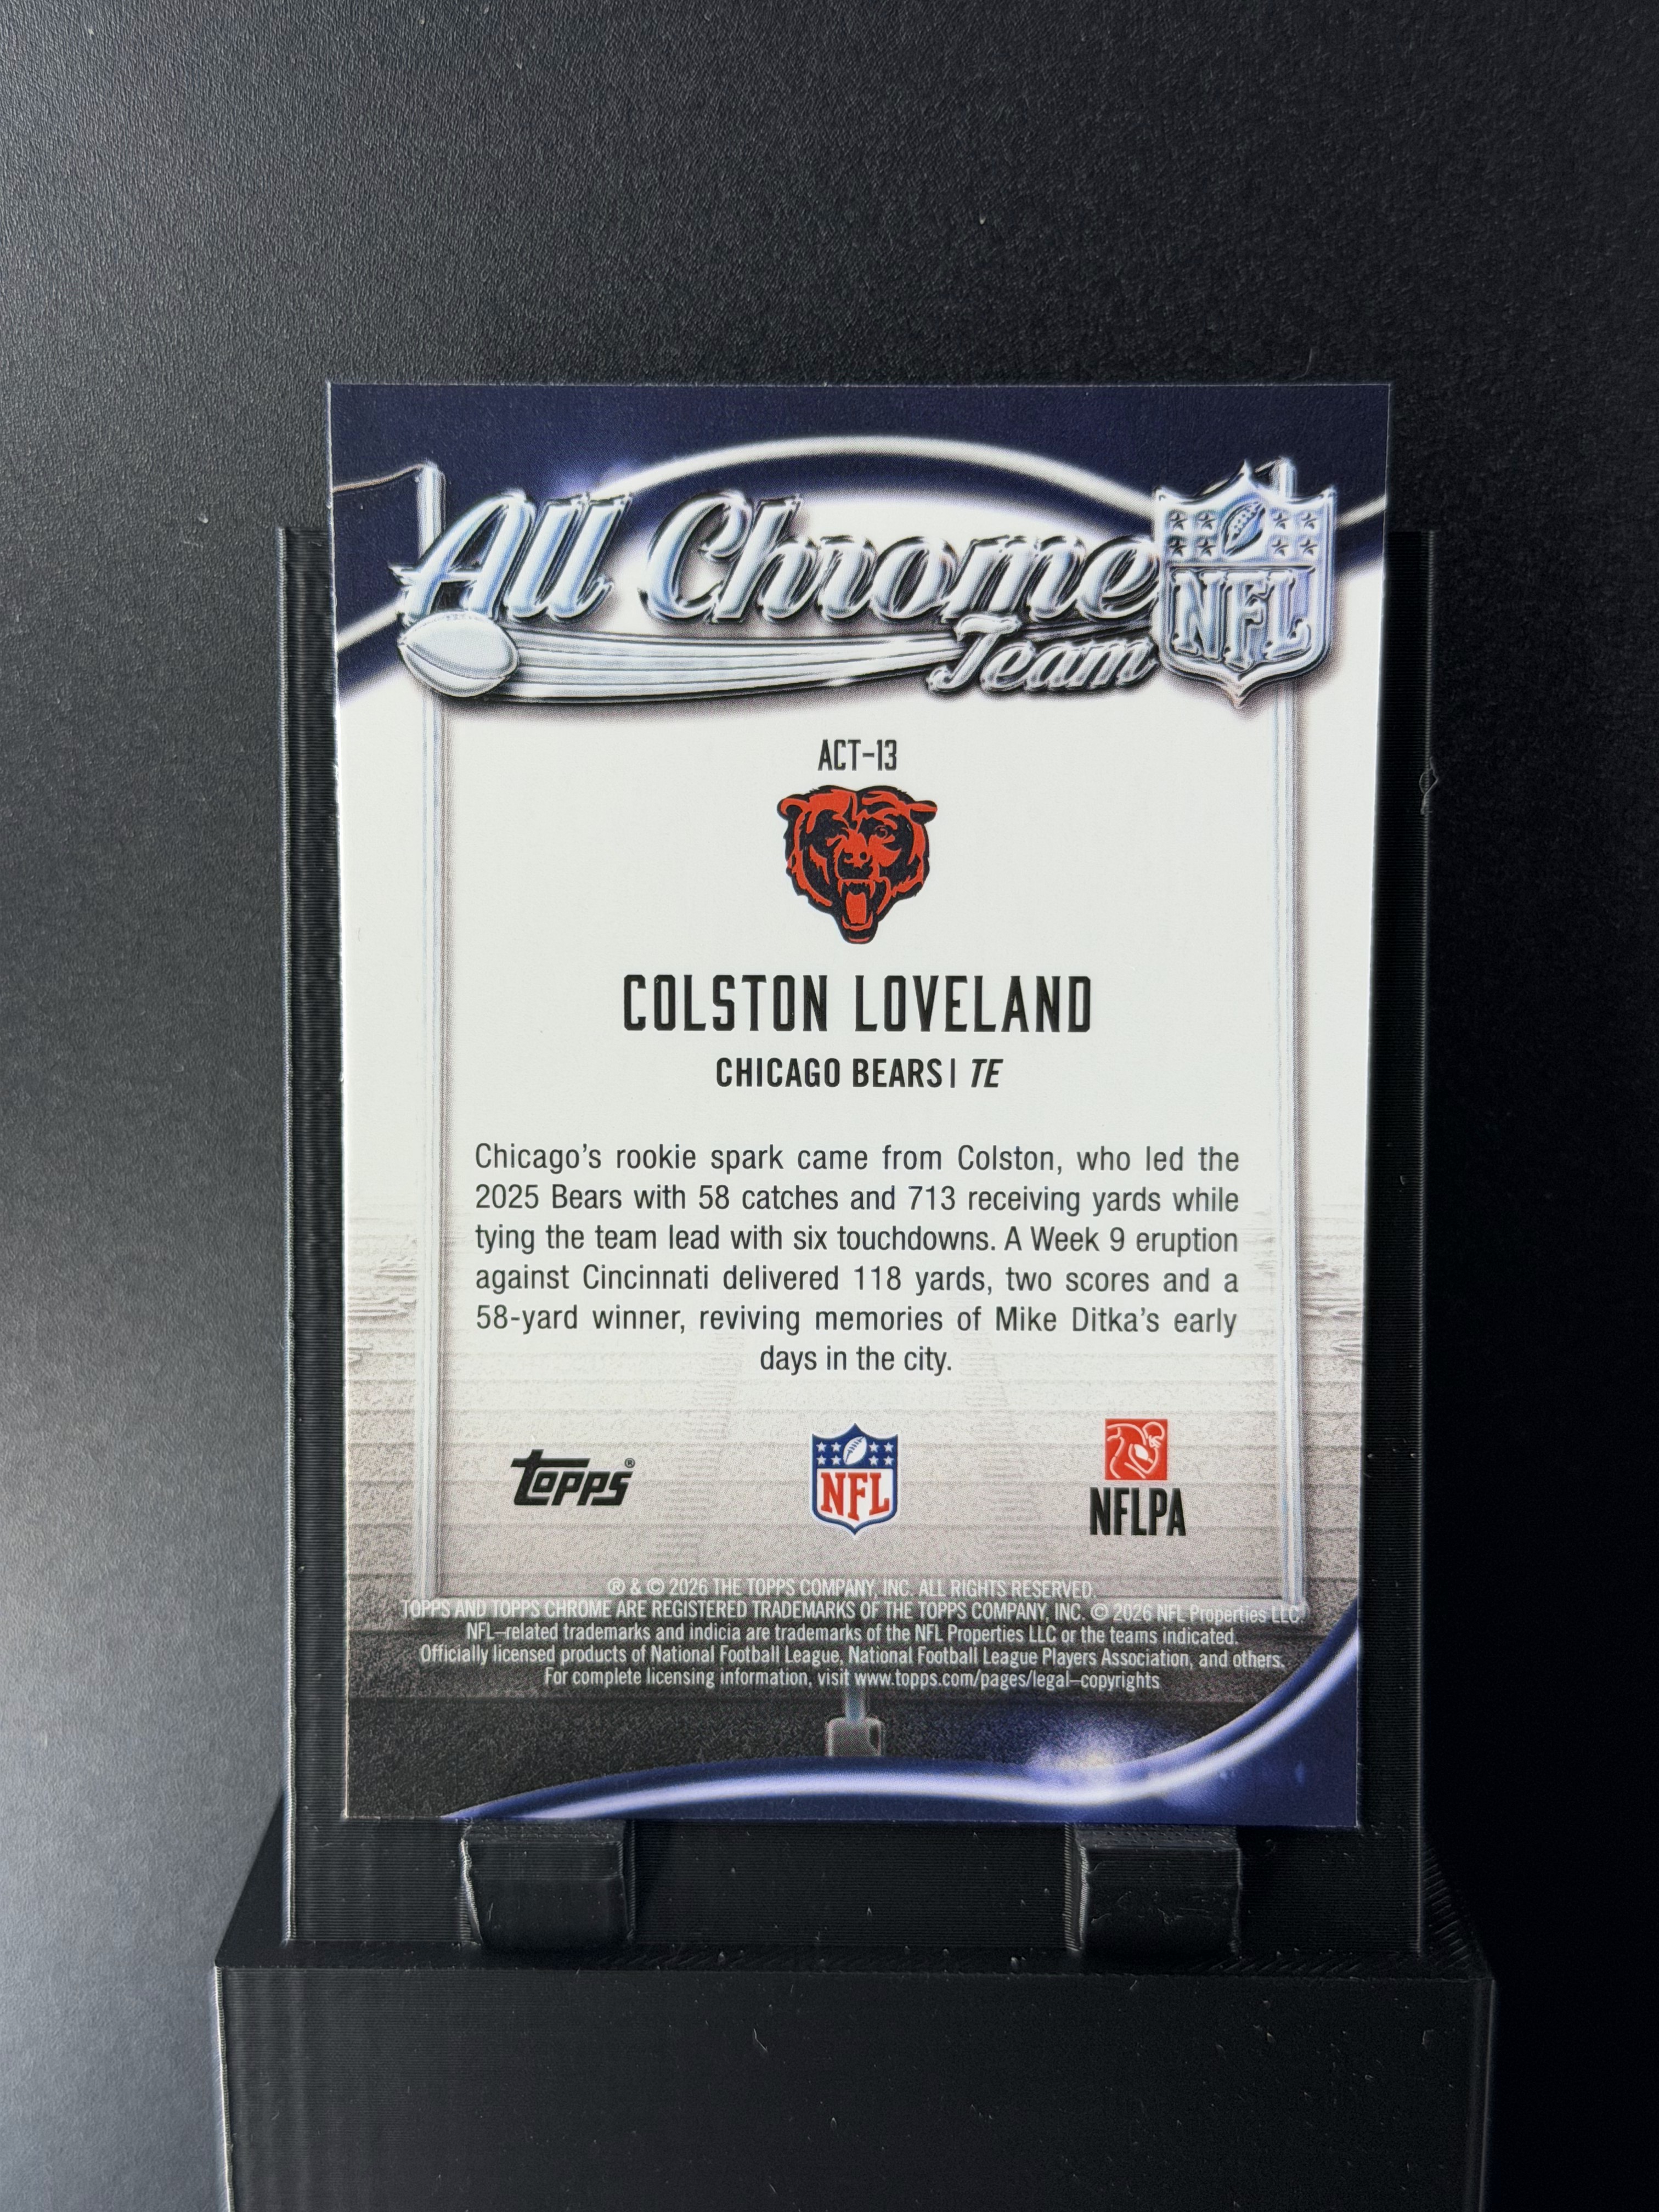 All Chrome
Team
NFL
ACT-13
COLSTON LOVELAND
CHICAGO BEARS| TE
Chicago's rookie spark came from Colston, who led the
2025 Bears with 58 catches and 713 receiving yards while
tying the team lead with six touchdowns. A Week 9 eruption
against Cincinnati delivered 118 yards, two scores and a
58-yard winner, reviving memories of Mike Ditka's early
days in the city.
topps®
NFL
NFLPA
® & © 2026 THE TOPPS COMPANY, INC. ALL RIGHTS RESERVED.
TOPPS AND TOPPS CHROME ARE REGISTERED TRADEMARKS OF THE TOPPS COMPANY, INC. © 2026 NFL Properties LLC.
NFL–related trademarks and indicia are trademarks of the NFL Properties LLC or the teams indicated.
Officially licensed products of National Football League, National Football League Players Association, and others.
For complete licensing information, visit www.topps.com/pages/legal–copyrights